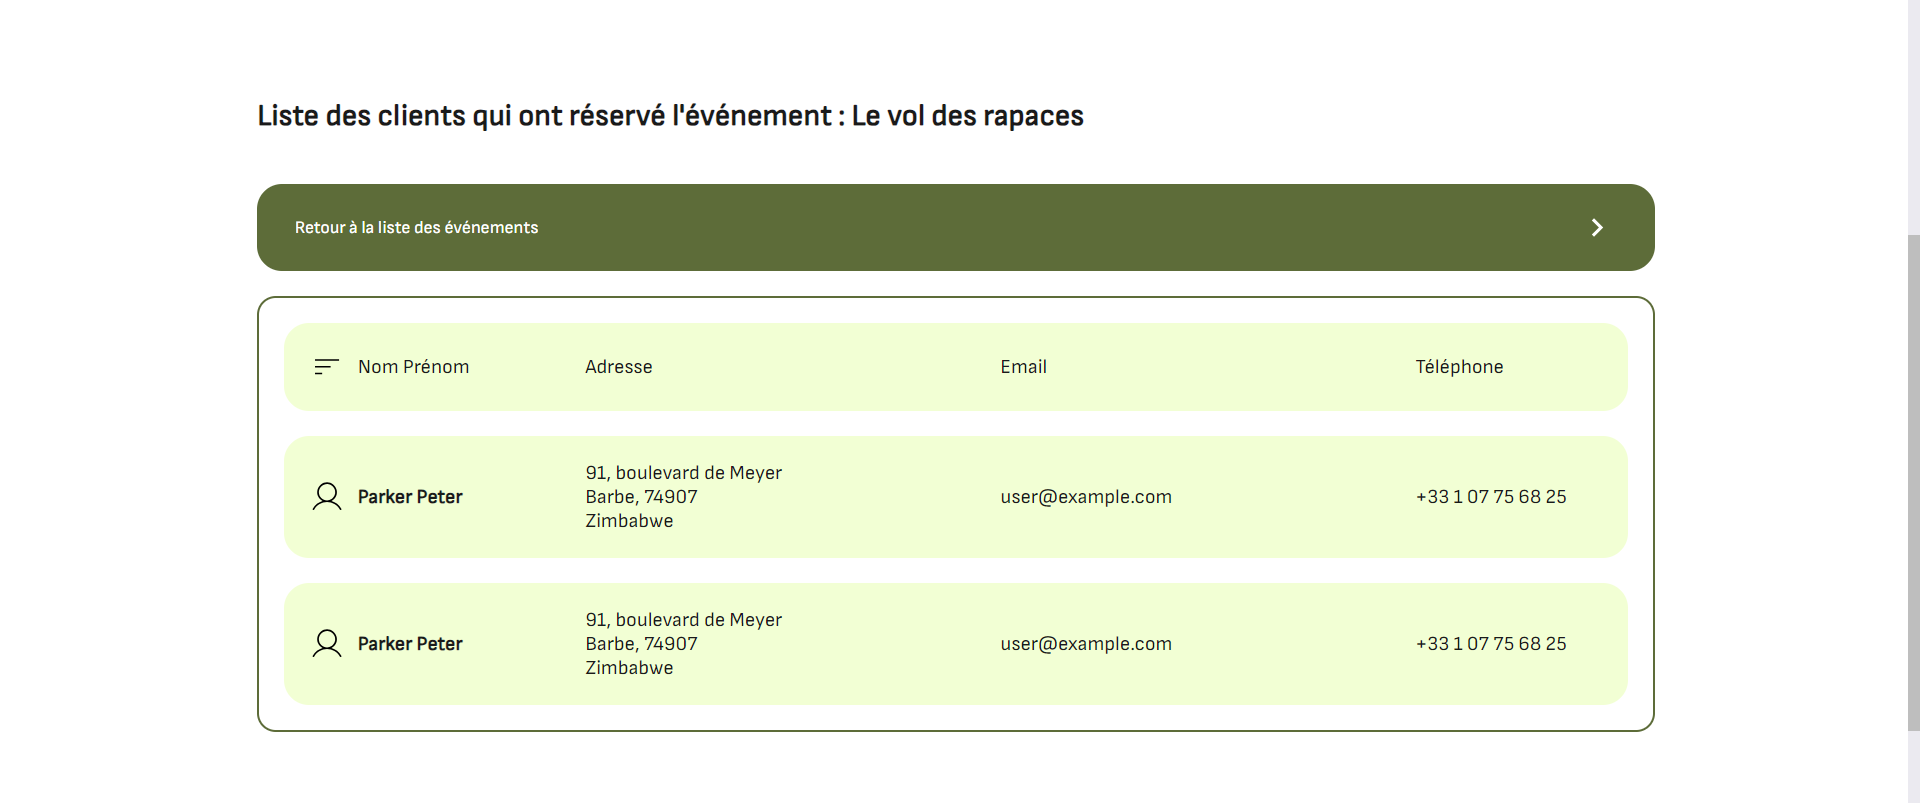 Liste des clients qui ont réservé l'événement : Le vol des rapaces
Retour à la liste des événements
Nom Prénom Adresse Email Téléphone
91, boulevard de Meyer
Parker Peter Barbe, 74907 user@example.com +33 1 07 75 68 25
Zimbabwe
91, boulevard de Meyer
Parker Peter Barbe, 74907 user@example.com +33 1 07 75 68 25
Zimbabwe